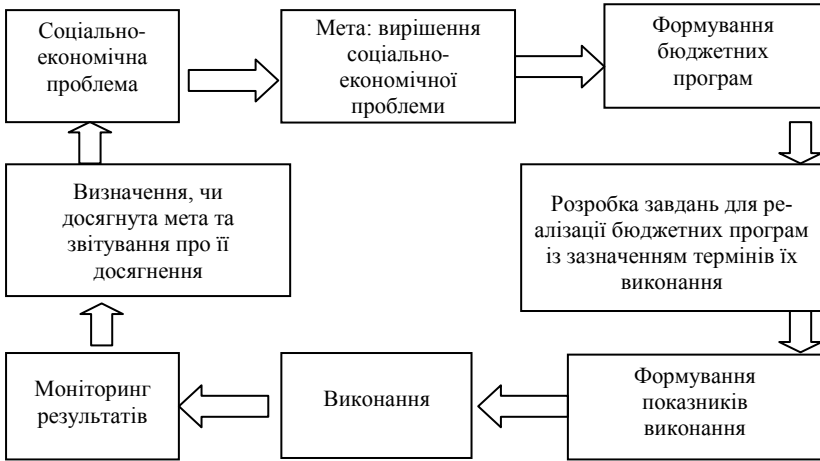 Соціально-
економічна
проблема
Мета: вирішення
соціально-
економічної
проблеми
Формування
бюджетних
програм
Розробка завдань для ре-
алізації бюджетних програм
із зазначенням термінів їх
виконання
Формування
показників
виконання
Виконання
Моніторинг
результатів
Визначення, чи
досягнута мета та
звітування про її
досягнення